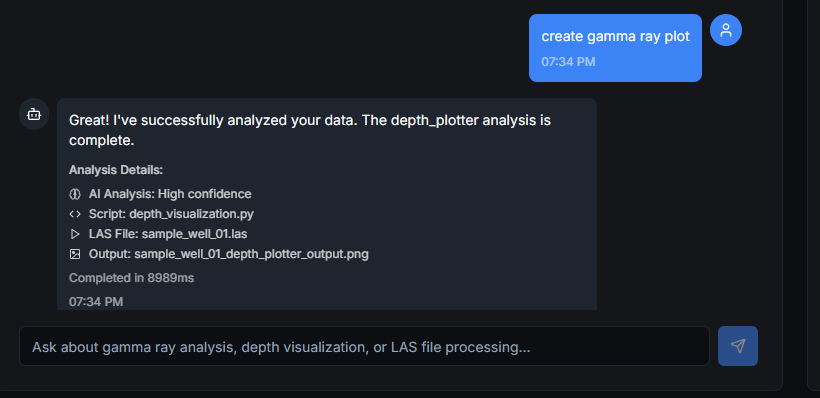 create gamma ray plot
07:34 PM
Great! I've successfully analyzed your data. The depth_plotter analysis is
complete.
Analysis Details:
AI Analysis: High confidence
Script: depth_visualization.py
LAS File: sample_well_01.las
Output: sample_well_01_depth_plotter_output.png
Completed in 8989ms
07:34 PM
Ask about gamma ray analysis, depth visualization, or LAS file processing...